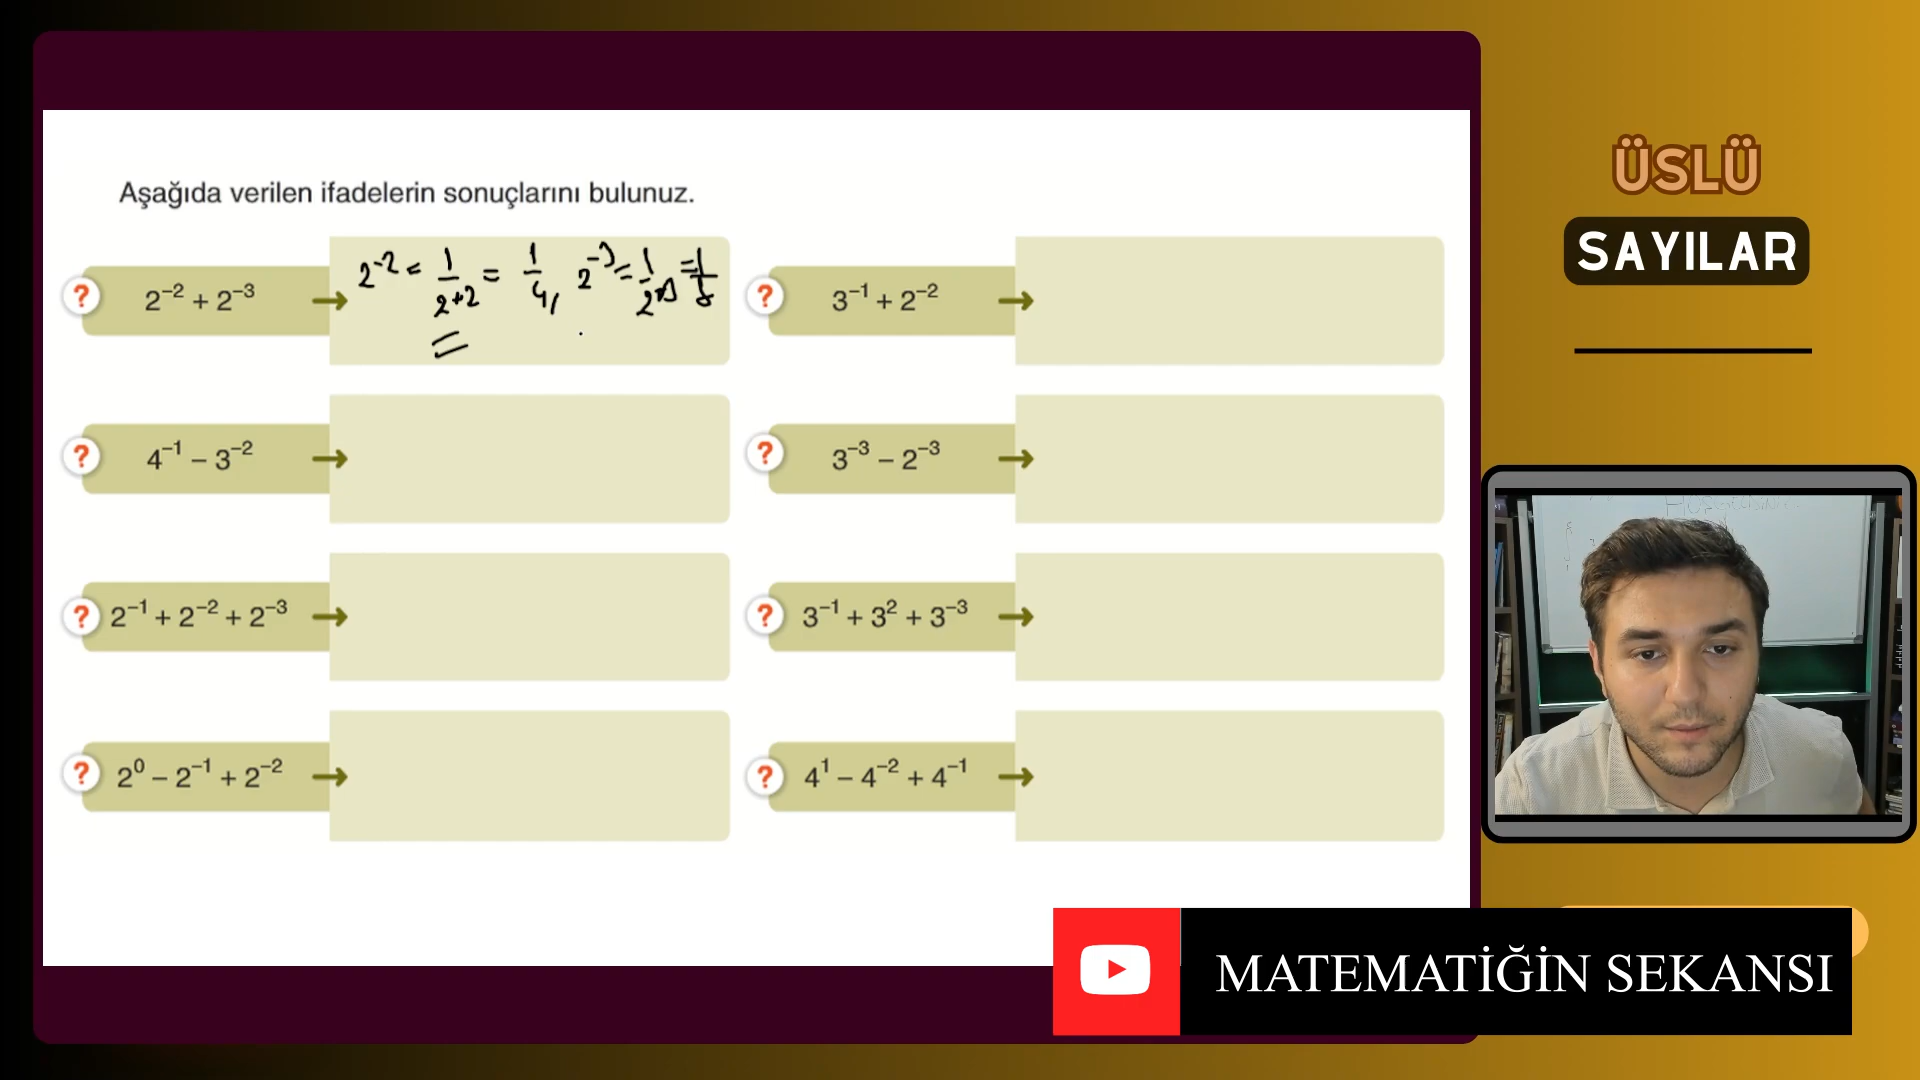 ÜSLÜ
SAYILAR
Aşağıda verilen ifadelerin sonuçlarını bulunuz.
? 2⁻² + 2⁻³ → 2⁻² = 1/2⁺² = 1/4, 2⁻³ = = 1/8
? 3⁻¹ + 2⁻² →
? 4⁻¹ – 3⁻² →
? 3⁻³ – 2⁻³ →
? 2⁻¹ + 2⁻² + 2⁻³ →
? 3⁻¹ + 3² + 3⁻³ →
? 2⁰ – 2⁻¹ + 2⁻² →
? 4¹ – 4⁻² + 4⁻¹ →
MATEMATİĞİN SEKANSI